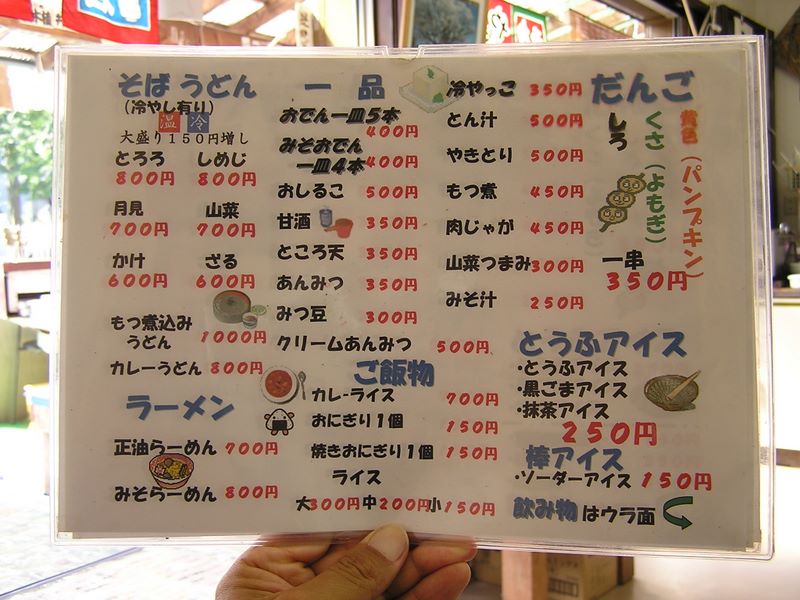 そば うどん
(冷やし有り)
温 冷
大盛り150円増し
とろろ しめじ
800円 800円
月見 山菜
700円 700円
かけ ざる
600円 600円
もつ煮込み
うどん 1000円
カレーうどん 800円
ラーメン
正油らーめん 700円
みそらーめん 800円
一品
おでん一皿5本
400円
みそおでん
一皿4本 400円
おしるこ 500円
甘酒 350円
ところ天 350円
あんみつ 350円
みつ豆 300円
クリームあんみつ 500円
冷やっこ 350円
とん汁 500円
やきとり 500円
もつ煮 450円
肉じゃが 450円
山菜つまみ 300円
みそ汁 250円
ご飯物
カレーライス 700円
おにぎり1個 150円
焼きおにぎり1個 150円
ライス
大300円 中200円 小150円
だんご
黄色(パンプキン)
くさ(よもぎ)
しろ
一串
350円
とうふアイス
・とうふアイス
・黒ごまアイス
・抹茶アイス
250円
棒アイス
・ソーダーアイス 150円
飲み物はウラ面